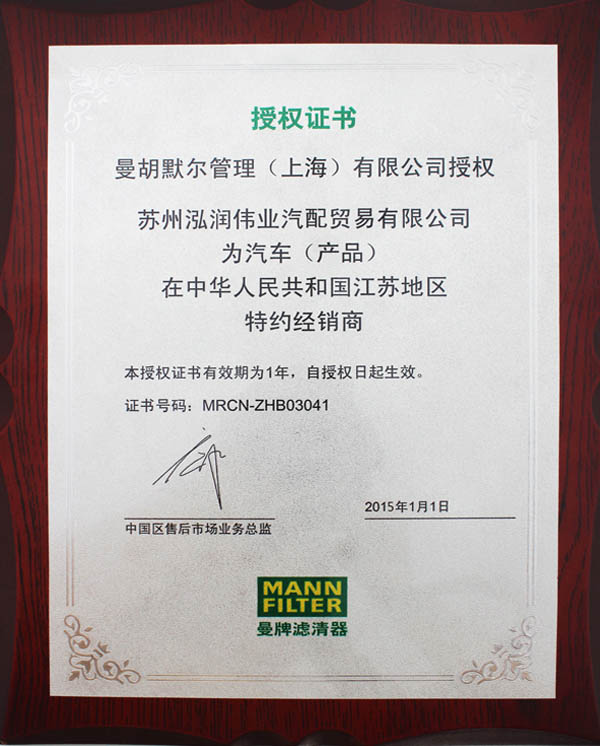 授权证书
曼胡默尔管理（上海）有限公司授权
苏州泓润伟业汽配贸易有限公司
为汽车（产品）
在中华人民共和国江苏地区
特约经销商
本授权证书有效期为1年，自授权日起生效。
证书号码：MRCN-ZHB03041
2015年1月1日
中国区售后市场业务总监
MANN
FILTER
曼牌滤清器